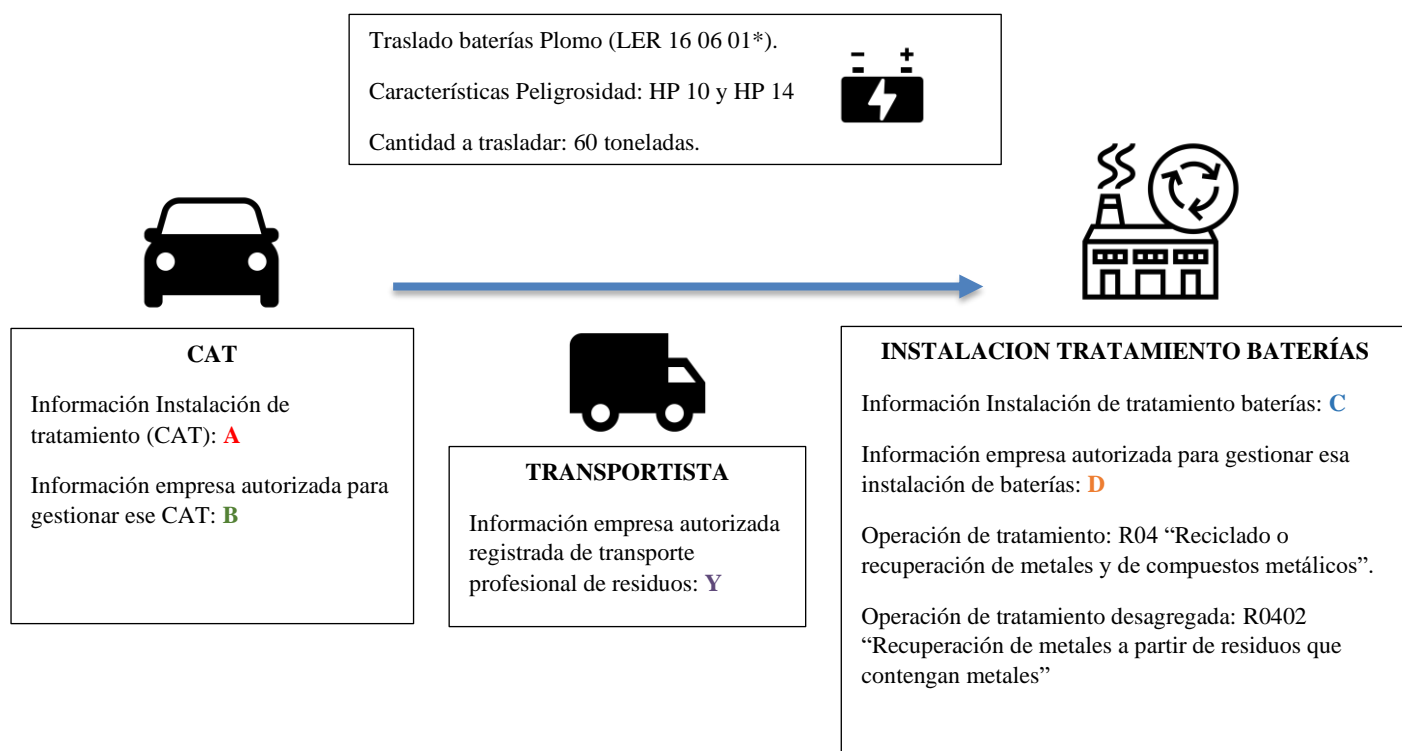 Traslado baterías Plomo (LER 16 06 01*).
Características Peligrosidad: HP 10 y HP 14
Cantidad a trasladar: 60 toneladas.
CAT
Información Instalación de
tratamiento (CAT): A
Información empresa autorizada para
gestionar ese CAT: B
TRANSPORTISTA
Información empresa autorizada
registrada de transporte
profesional de residuos: Y
INSTALACION TRATAMIENTO BATERÍAS
Información Instalación de tratamiento baterías: C
Información empresa autorizada para gestionar esa
instalación de baterías: D
Operación de tratamiento: R04 “Reciclado o
recuperación de metales y de compuestos metálicos”.
Operación de tratamiento desagregada: R0402
“Recuperación de metales a partir de residuos que
contengan metales”